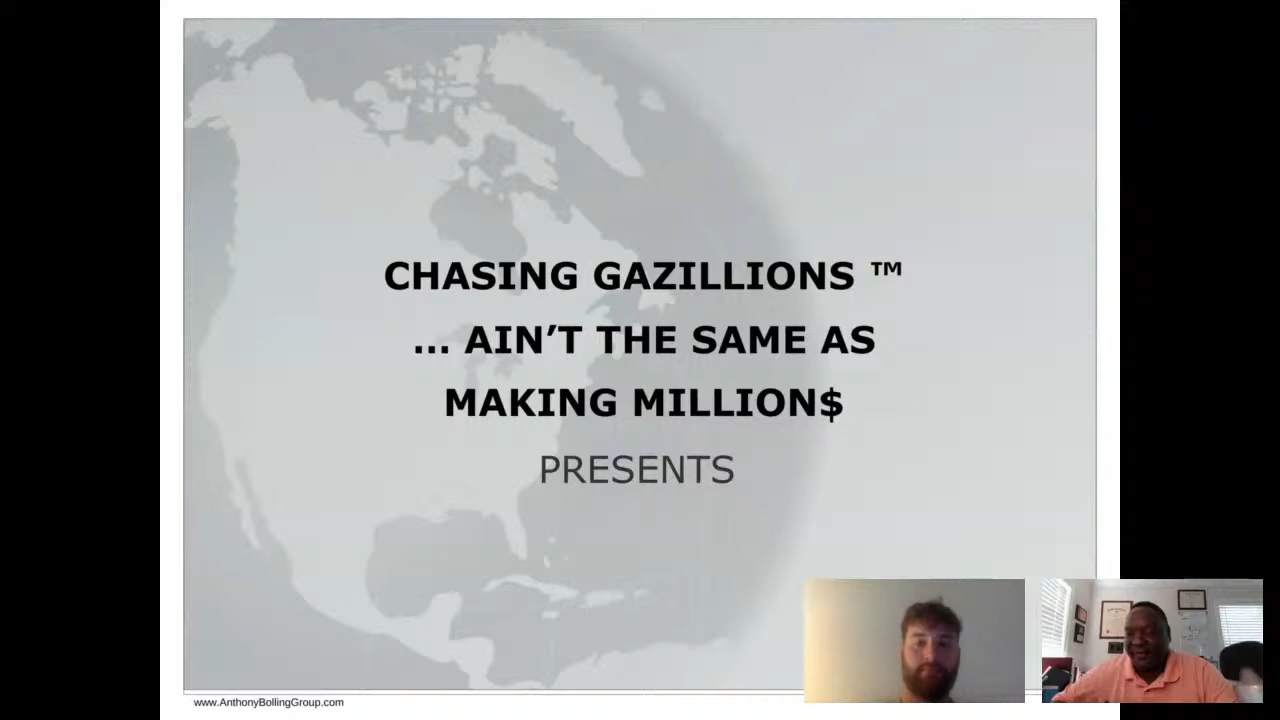 CHASING GAZILLIONS ™
... AIN’T THE SAME AS
MAKING MILLION$
PRESENTS
www.AnthonyBollingGroup.com